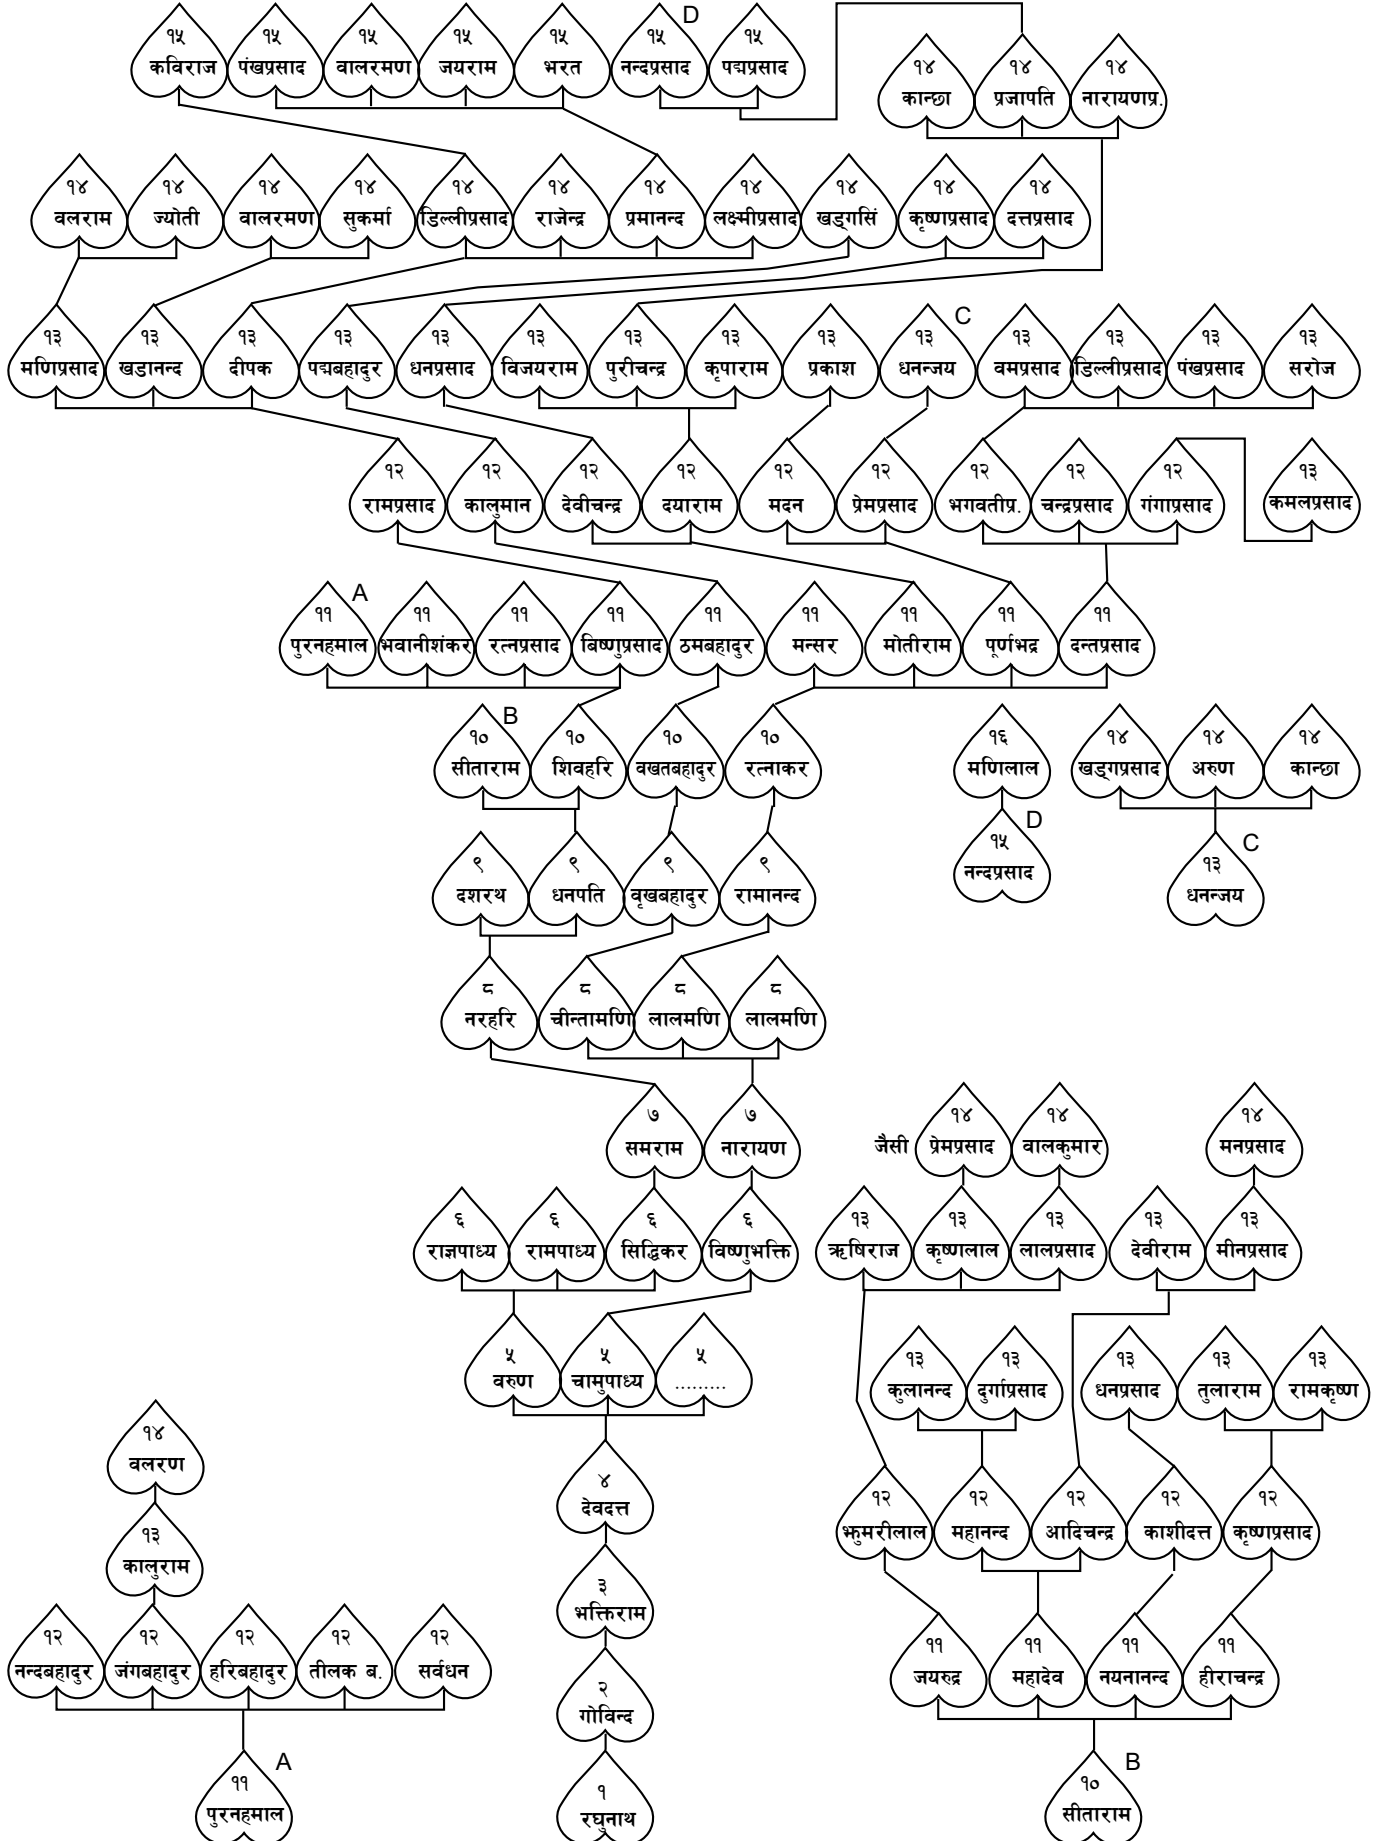 १५ १५ १५ १५ १५ १५ D १५
कविराज पंखप्रसाद वालरमण जयराम भरत नन्दप्रसाद पद्मप्रसाद
१४ १४ १४
कान्छा प्रजापति नारायणप्र.
१४ १४ १४ १४ १४ १४ १४ १४ १४ १४ १४
वलराम ज्योती वालरमण सुकर्मा डिल्लीप्रसाद राजेन्द्र प्रमानन्द लक्ष्मीप्रसाद खड्गसिं कृष्णप्रसाद दत्तप्रसाद
१३ १३ १३ १३ १३ १३ १३ १३ १३ १३ C १३ १३ १३ १३
मणिप्रसाद खडानन्द दीपक पद्मबहादुर धनप्रसाद विजयराम पुरीचन्द्र कृपाराम प्रकाश धनन्जय वमप्रसाद डिल्लीप्रसाद पंखप्रसाद सरोज
१२ १२ १२ १२ १२ १२ १२ १२ १२ १३
रामप्रसाद कालुमान देवीचन्द्र दयाराम मदन प्रेमप्रसाद भगवतीप्र. चन्द्रप्रसाद गंगाप्रसाद कमलप्रसाद
११ A ११ ११ ११ ११ ११ ११ ११ ११
पुरनहमाल भवानीशंकर रत्नप्रसाद बिष्णुप्रसाद ठमबहादुर मन्सर मोतीराम पूर्णभद्र दन्तप्रसाद
१० B १० १० १० १६ १४ १४ १४
सीताराम शिवहरि वखतबहादुर रत्नाकर मणिलाल खड्गप्रसाद अरुण कान्छा
९ ९ ९ ९ १५ D १३ C
दशरथ धनपति वृखबहादुर रामानन्द नन्दप्रसाद धनन्जय
८ ८ ८ ८
नरहरि चीन्तामणि लालमणि लालमणि
७ ७ १४ १४ १४
समराम नारायण जैसी प्रेमप्रसाद वालकुमार मनप्रसाद
६ ६ ६ ६ १३ १३ १३ १३ १३
राज्ञपाध्य रामपाध्य सिद्धिकर विष्णुभक्ति ऋषिराज कृष्णलाल लालप्रसाद देवीराम मीनप्रसाद
५ ५ ५ १३ १३ १३ १३ १३
वरुण चामुपाध्य ......... कुलानन्द दुर्गाप्रसाद धनप्रसाद तुलाराम रामकृष्ण
१४ ४ १२ १२ १२ १२ १२
वलरण देवदत्त झुमरीलाल महानन्द आदिचन्द्र काशीदत्त कृष्णप्रसाद
१३ ३
कालुराम भक्तिराम
१२ १२ १२ १२ १२ २ ११ ११ ११ ११
नन्दबहादुर जंगबहादुर हरिबहादुर तीलक ब. सर्वधन गोविन्द जयरुद्र महादेव नयनानन्द हीराचन्द्र
११ A १ १० B
पुरनहमाल रघुनाथ सीताराम